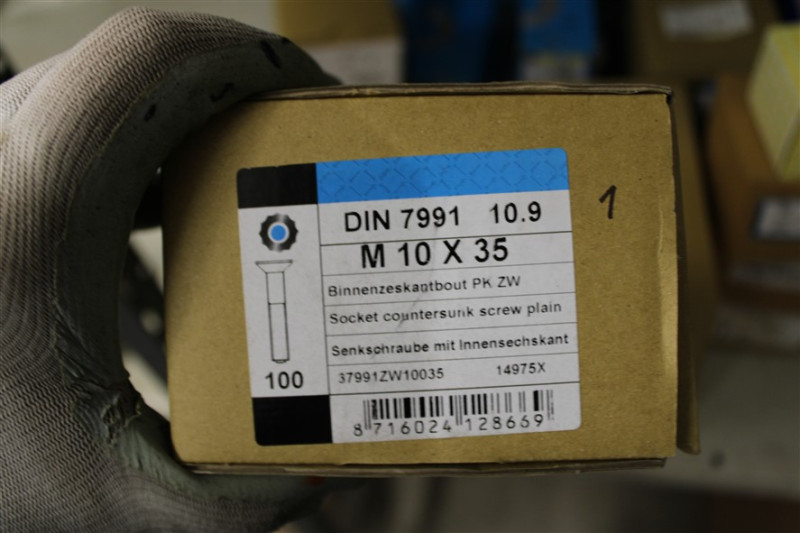 DIN 7991 10.9
M 10 X 35
Binnenzeskantbout PK ZW
Socket countersunk screw plain
Senkschraube mit Innensechskant
100
37991ZW10035 14975X
8 716024 128669
1